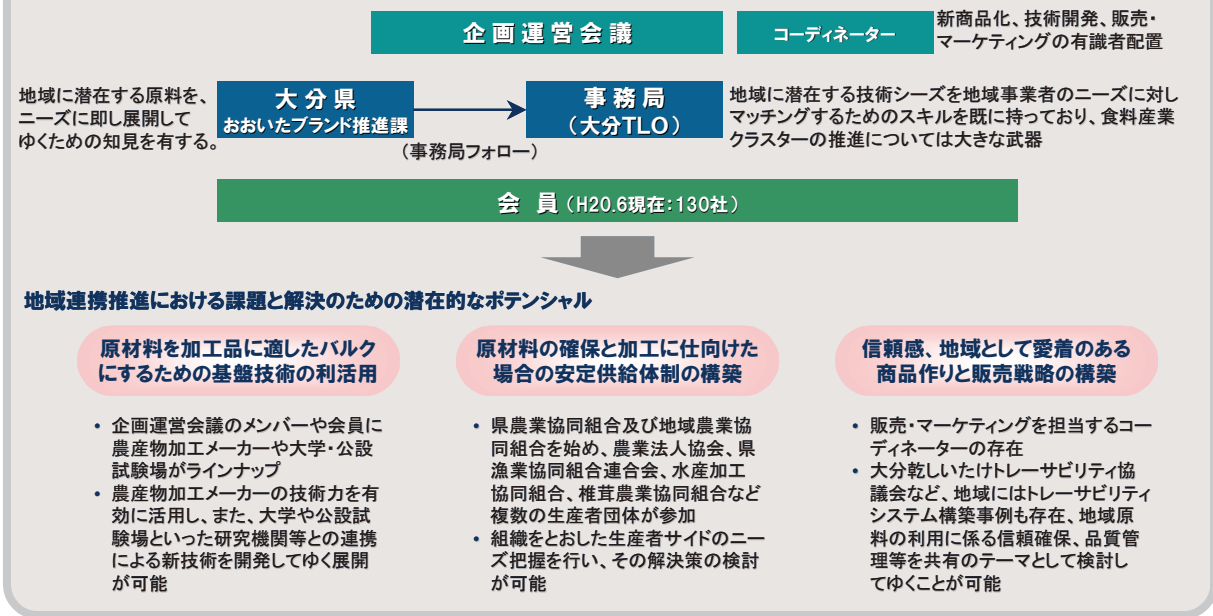 企画運営会議
コーディネーター
新商品化、技術開発、販売・
マーケティングの有識者配置
地域に潜在する原料を、
ニーズに即し展開して
ゆくための知見を有する。
大分県
おおいたブランド推進課
(事務局フォロー)
事務局
(大分TLO)
地域に潜在する技術シーズを地域事業者のニーズに対し
マッチングするためのスキルを既に持っており、食料産業
クラスターの推進については大きな武器
会 員(H20.6現在:130社)
地域連携推進における課題と解決のための潜在的なポテンシャル
原材料を加工品に適したバルク
にするための基盤技術の利活用
• 企画運営会議のメンバーや会員に
農産物加工メーカーや大学・公設
試験場がラインナップ
• 農産物加工メーカーの技術力を有
効に活用し、また、大学や公設試
験場といった研究機関等との連携
による新技術を開発してゆく展開
が可能
原材料の確保と加工に仕向けた
場合の安定供給体制の構築
• 県農業協同組合及び地域農業協
同組合を始め、農業法人協会、県
漁業協同組合連合会、水産加工
協同組合、椎茸農業協同組合など
複数の生産者団体が参加
• 組織をとおした生産者サイドのニー
ズ把握を行い、その解決策の検討
が可能
信頼感、地域として愛着のある
商品作りと販売戦略の構築
• 販売・マーケティングを担当するコー
ディネーターの存在
• 大分乾しいたけトレーサビリティ協
議会など、地域にはトレーサビリティ
システム構築事例も存在、地域原
料の利用に係る信頼確保、品質管
理等を共有のテーマとして検討し
てゆくことが可能